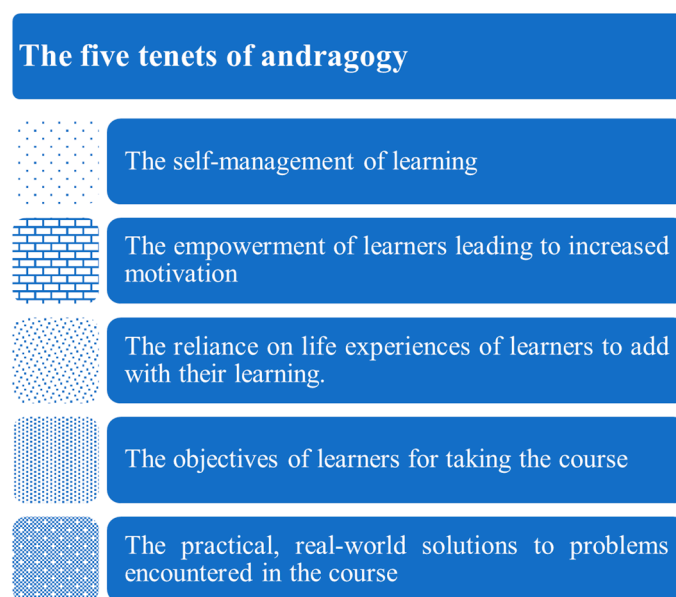 The five tenets of andragogy
The self-management of learning
The empowerment of learners leading to increased
motivation
The reliance on life experiences of learners to add
with their learning.
The objectives of learners for taking the course
The practical, real-world solutions to problems
encountered in the course